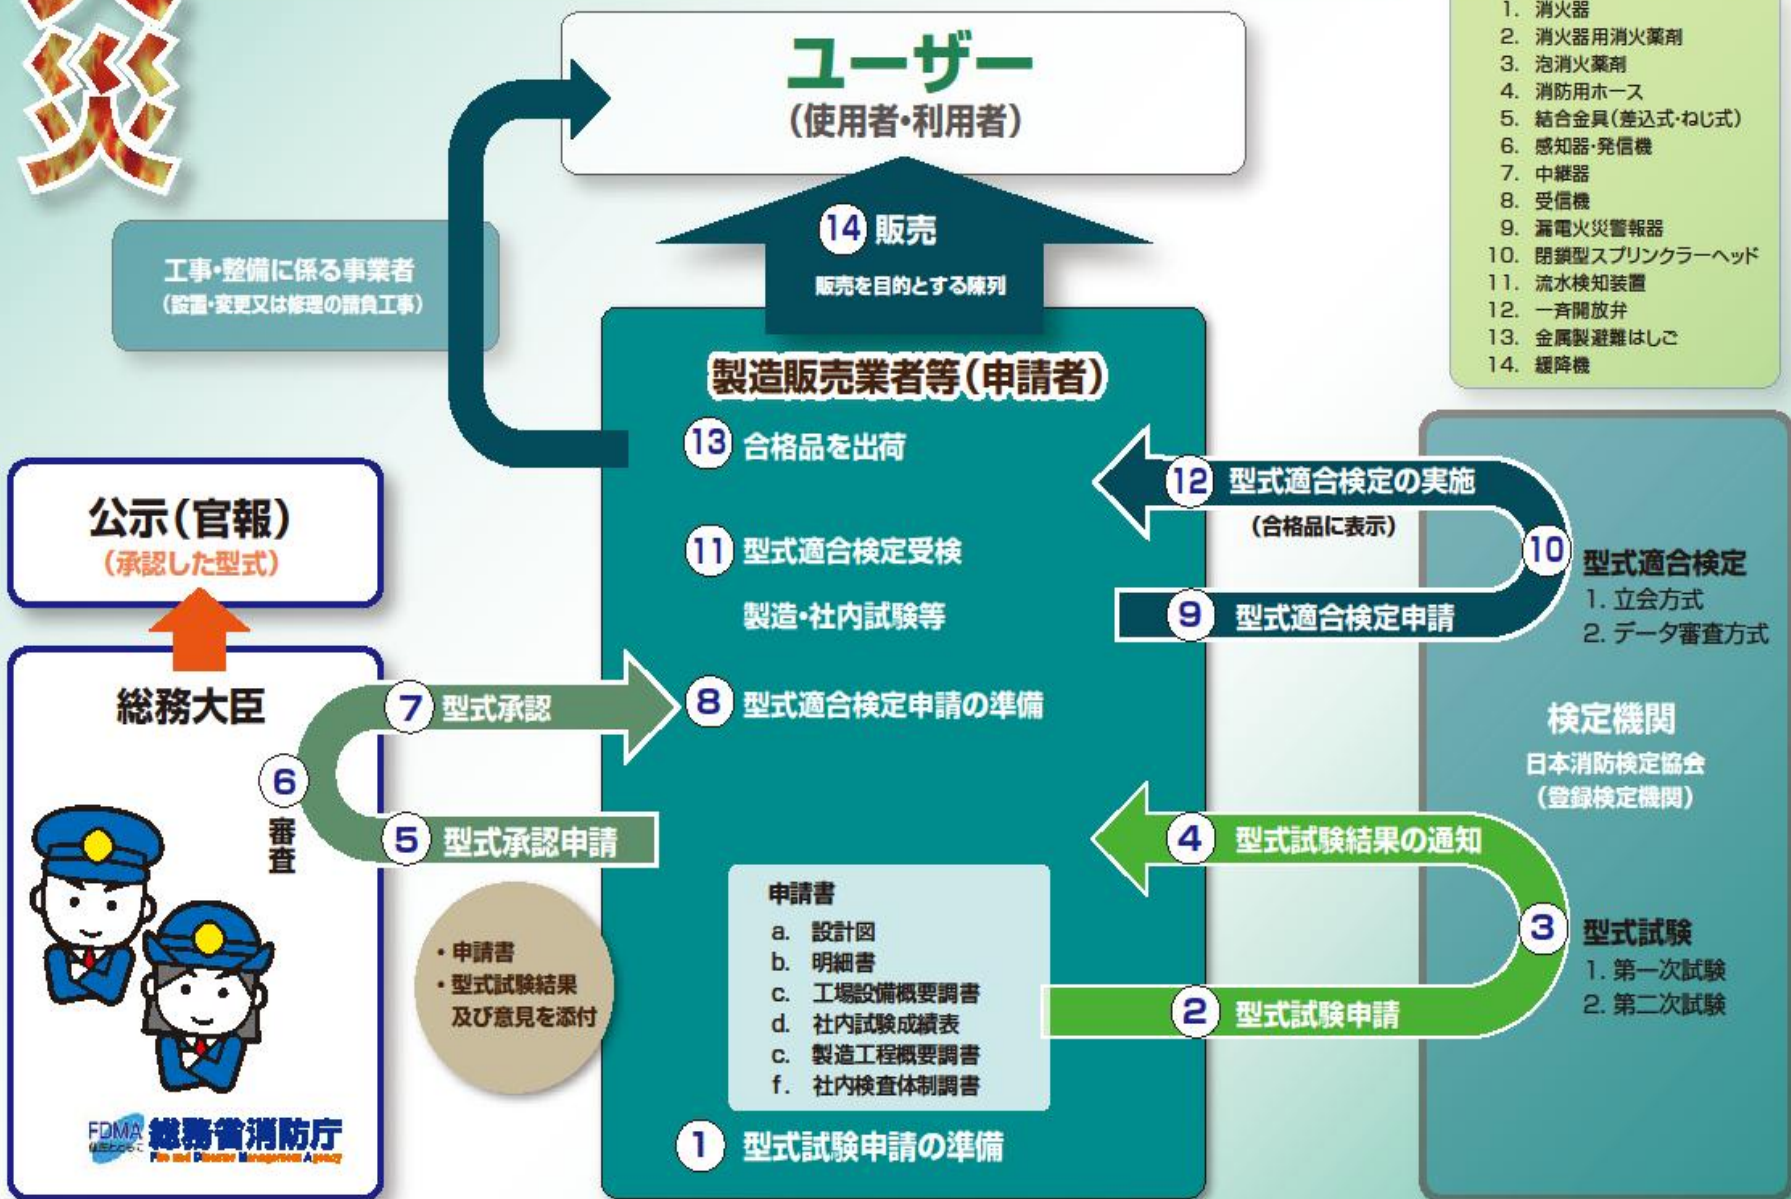 災
ユーザー
（使用者・利用者）
1. 消火器
2. 消火器用消火薬剤
3. 泡消火薬剤
4. 消防用ホース
5. 結合金具（差込式・ねじ式）
6. 感知器・発信機
7. 中継器
8. 受信機
9. 漏電火災警報器
10. 閉鎖型スプリンクラーヘッド
11. 流水検知装置
12. 一斉開放弁
13. 金属製避難はしご
14. 緩降機
工事・整備に係る事業者
（設置・変更又は修理の請負工事）
14 販売
販売を目的とする陳列
製造販売業者等（申請者）
13 合格品を出荷
12 型式適合検定の実施
（合格品に表示）
11 型式適合検定受検
製造・社内試験等
10 型式適合検定
1. 立会方式
2. データ審査方式
9 型式適合検定申請
公示（官報）
（承認した型式）
総務大臣
7 型式承認
8 型式適合検定申請の準備
6 審査
5 型式承認申請
・申請書
・型式試験結果
及び意見を添付
検定機関
日本消防検定協会
（登録検定機関）
4 型式試験結果の通知
3 型式試験
1. 第一次試験
2. 第二次試験
2 型式試験申請
申請書
a. 設計図
b. 明細書
c. 工場設備概要調書
d. 社内試験成績表
c. 製造工程概要調書
f. 社内検査体制調書
1 型式試験申請の準備
FDMA
総務省消防庁
Fire and Disaster Management Agency